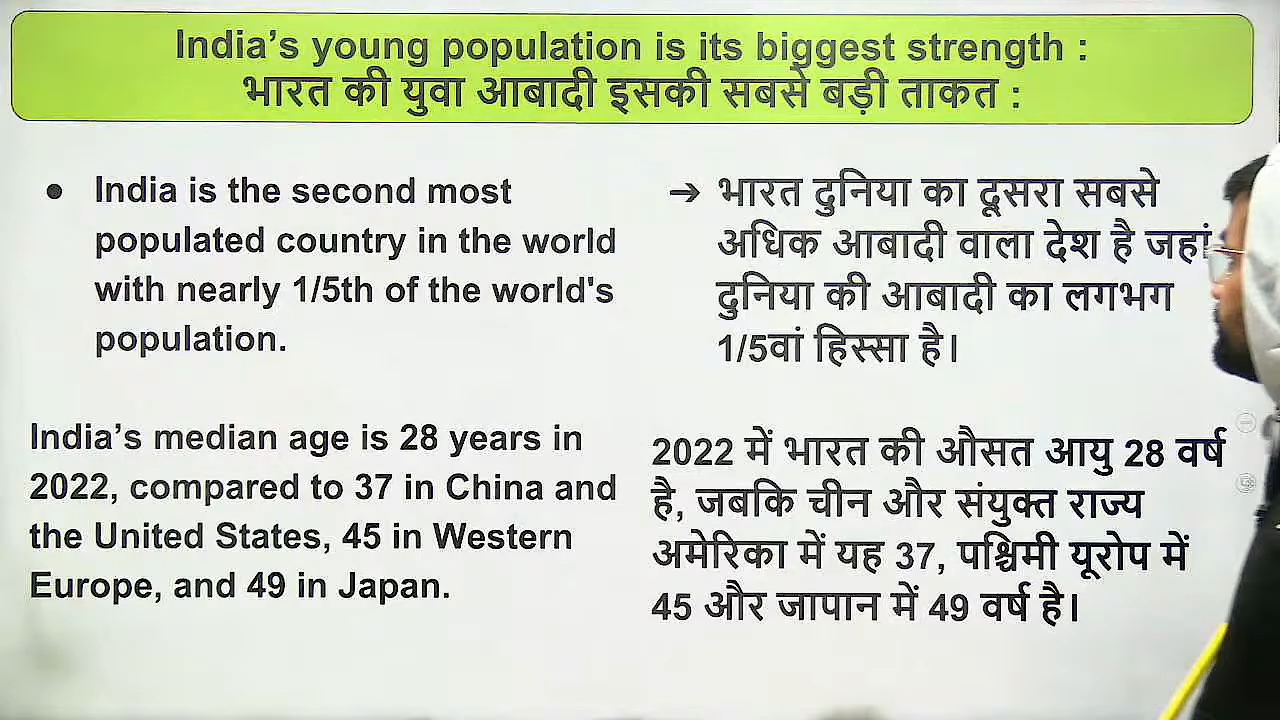 India's young population is its biggest strength :
भारत की युवा आबादी इसकी सबसे बड़ी ताकत :
● India is the second most
populated country in the world
with nearly 1/5th of the world's
population.
➔ भारत दुनिया का दूसरा सबसे
अधिक आबादी वाला देश है जहां
दुनिया की आबादी का लगभग
1/5वां हिस्सा है।
India's median age is 28 years in
2022, compared to 37 in China and
the United States, 45 in Western
Europe, and 49 in Japan.
2022 में भारत की औसत आयु 28 वर्ष
है, जबकि चीन और संयुक्त राज्य
अमेरिका में यह 37, पश्चिमी यूरोप में
45 और जापान में 49 वर्ष है।